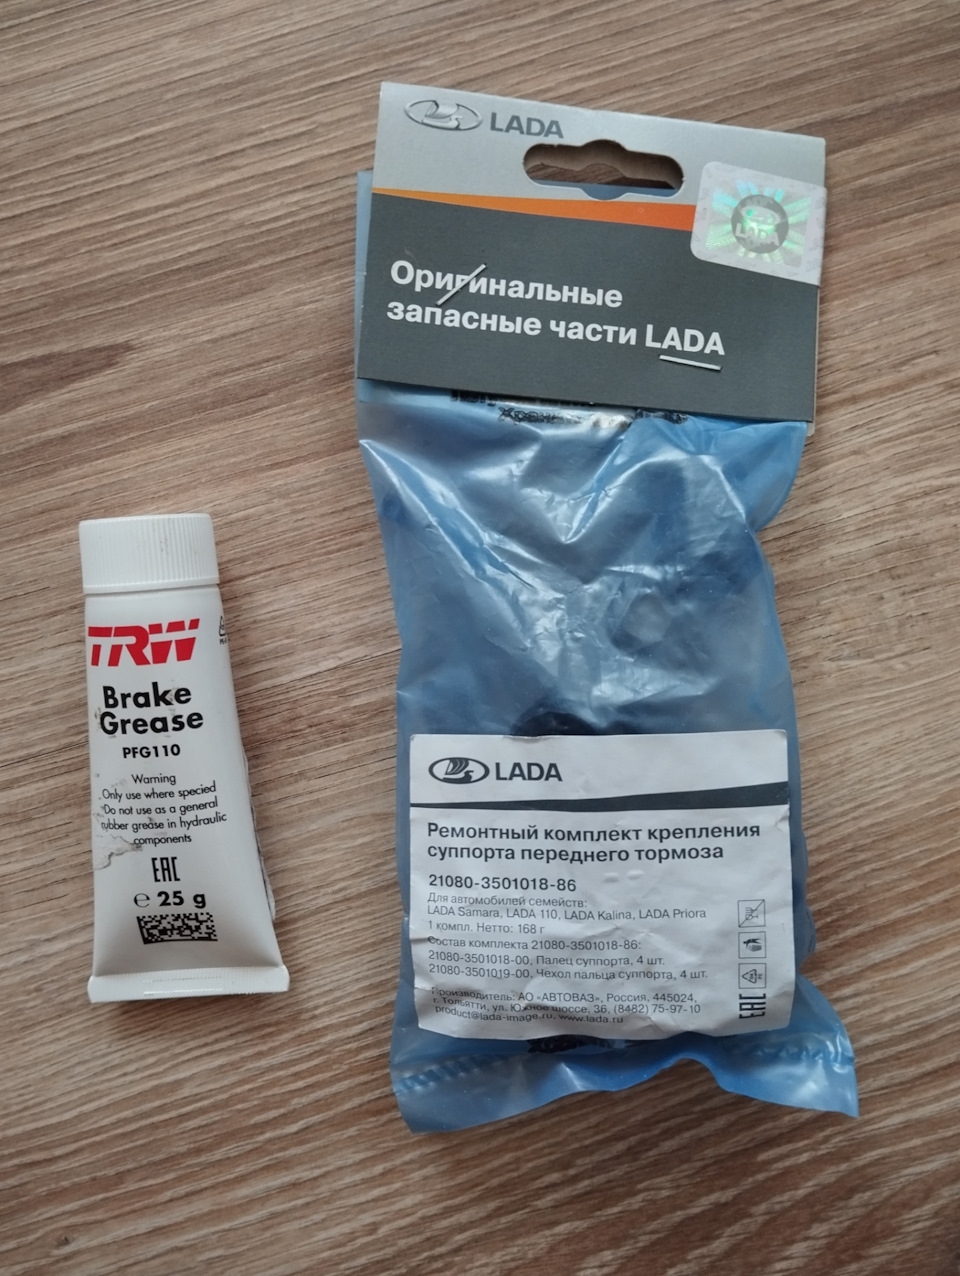 LADA
LADA
Оригинальные
запасные части LADA
TRW
Brake
Grease
PFG110
Warning
Only use where specied
Do not use as a general
rubber grease in hydraulic
components
EAC
℮ 25 g
LADA
Ремонтный комплект крепления
суппорта переднего тормоза
21080-3501018-86
Для автомобилей семейств:
LADA Samara, LADA 110, LADA Kalina, LADA Priora
1 компл. Нетто: 168 г
Состав комплекта 21080-3501018-86:
21080-3501018-00, Палец суппорта, 4 шт.
21080-3501019-00, Чехол пальца суппорта, 4 шт.
Производитель: АО «АВТОВАЗ», Россия, 445024,
г. Тольятти, ул. Южное шоссе, 36, (8482) 75-97-10
product@lada-image.ru, www.lada.ru
EAC